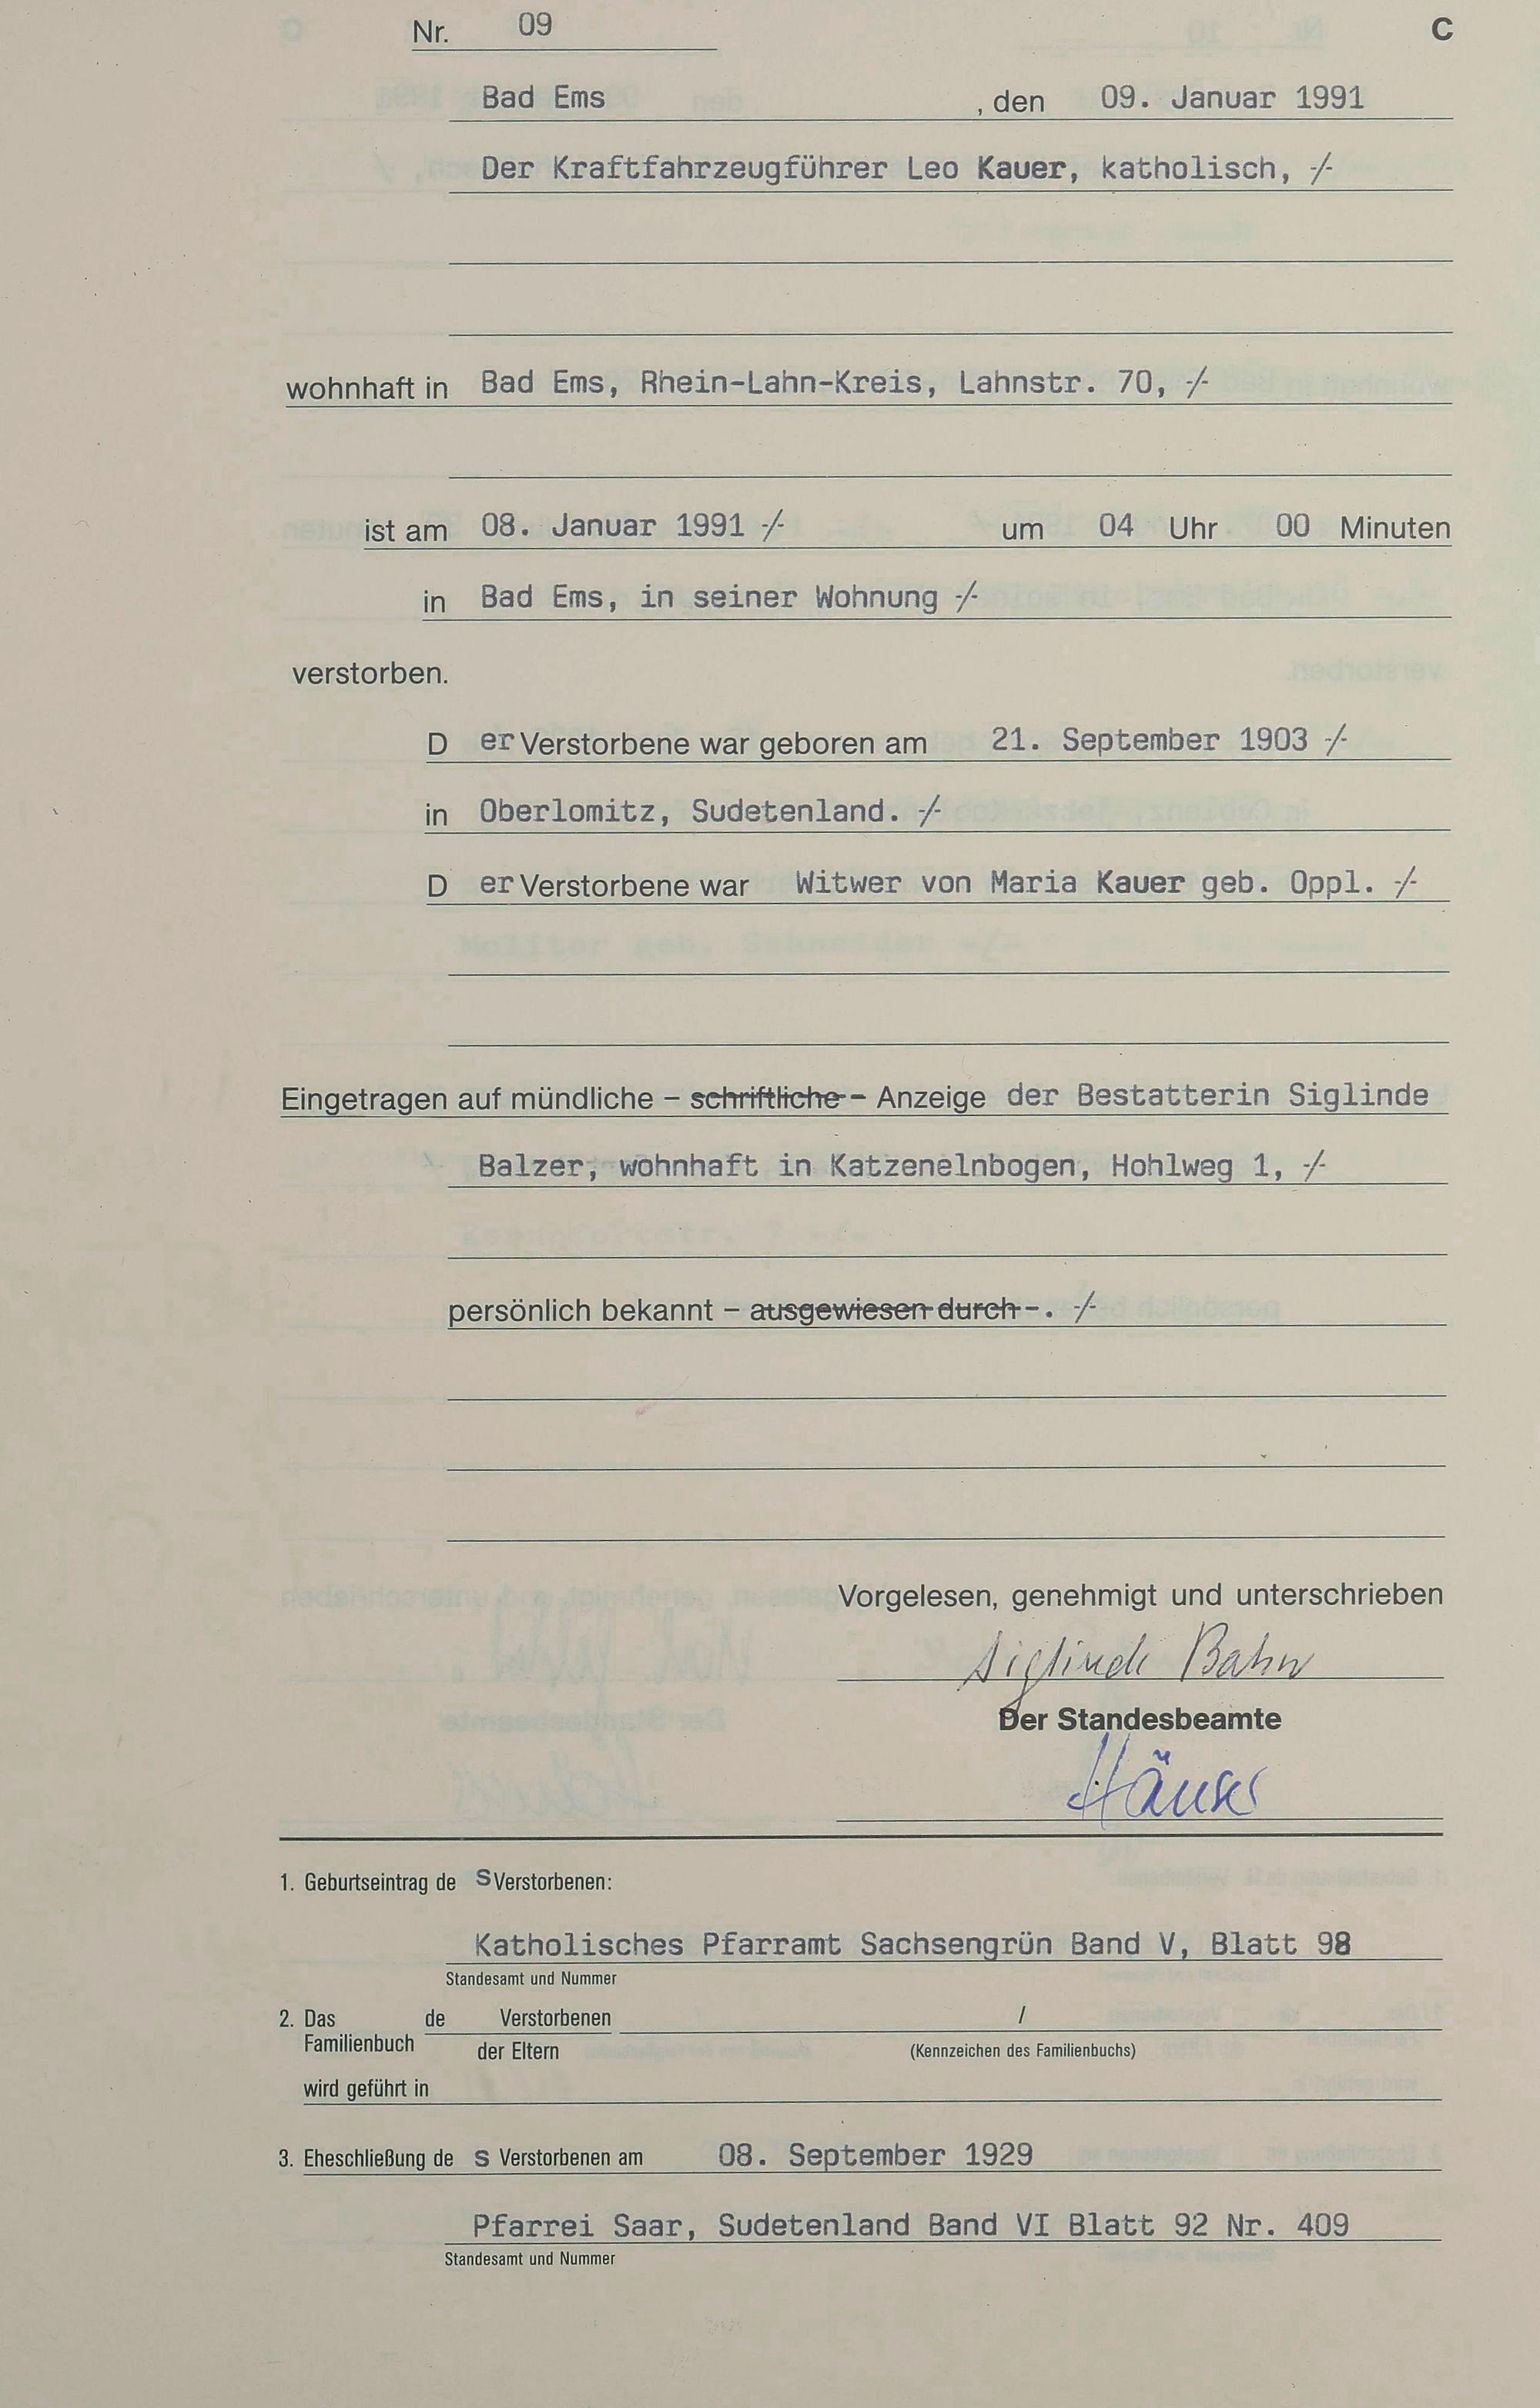 Nr. 09 C
Bad Ems , den 09. Januar 1991
Der Kraftfahrzeugführer Leo Kauer, katholisch, -/-
wohnhaft in Bad Ems, Rhein-Lahn-Kreis, Lahnstr. 70, -/-
ist am 08. Januar 1991 -/- um 04 Uhr 00 Minuten
in Bad Ems, in seiner Wohnung -/-
verstorben.
D er Verstorbene war geboren am 21. September 1903 -/-
in Oberlomitz, Sudetenland. -/-
D er Verstorbene war Witwer von Maria Kauer geb. Oppl. -/-
Eingetragen auf mündliche – schriftliche – Anzeige der Bestatterin Siglinde
Balzer, wohnhaft in Katzenelnbogen, Hohlweg 1, -/-
persönlich bekannt – ausgewiesen durch -. -/-
Vorgelesen, genehmigt und unterschrieben
Siglinde
Der Standesbeamte
Häuser
1. Geburtseintrag de s Verstorbenen:
Katholisches Pfarramt Sachsengrün Band V, Blatt 98
Standesamt und Nummer
2. Das de Verstorbenen /
Familienbuch der Eltern (Kennzeichen des Familienbuchs)
wird geführt in
3. Eheschließung de s Verstorbenen am 08. September 1929
Pfarrei Saar, Sudetenland Band VI Blatt 92 Nr. 409
Standesamt und Nummer